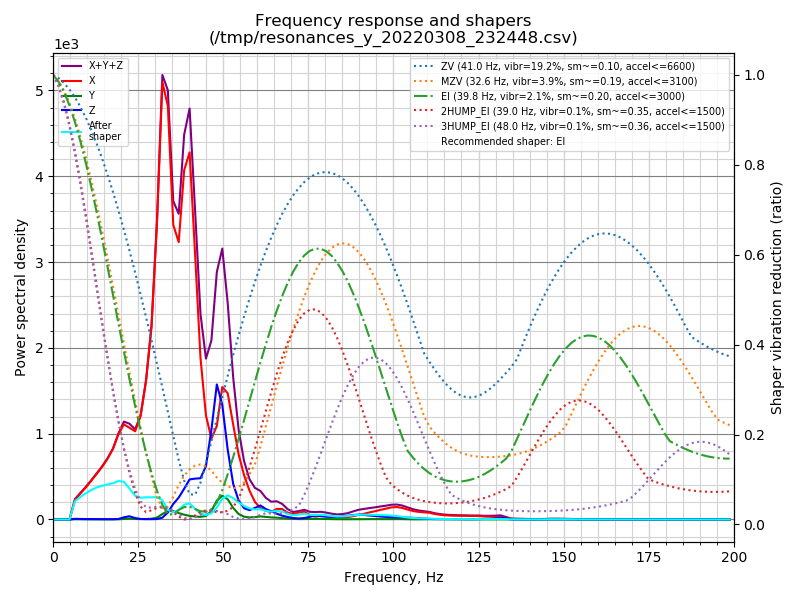 Frequency response and shapers
(/tmp/resonances_y_20220308_232448.csv)
1e3
X+Y+Z
X
Y
Z
After
shaper
ZV (41.0 Hz, vibr=19.2%, sm~=0.10, accel<=6600)
MZV (32.6 Hz, vibr=3.9%, sm~=0.19, accel<=3100)
EI (39.8 Hz, vibr=2.1%, sm~=0.20, accel<=3000)
2HUMP_EI (39.0 Hz, vibr=0.1%, sm~=0.35, accel<=1500)
3HUMP_EI (48.0 Hz, vibr=0.1%, sm~=0.36, accel<=1500)
Recommended shaper: EI
5
4
3
2
1
0
Power spectral density
1.0
0.8
0.6
0.4
0.2
0.0
Shaper vibration reduction (ratio)
0 25 50 75 100 125 150 175 200
Frequency, Hz